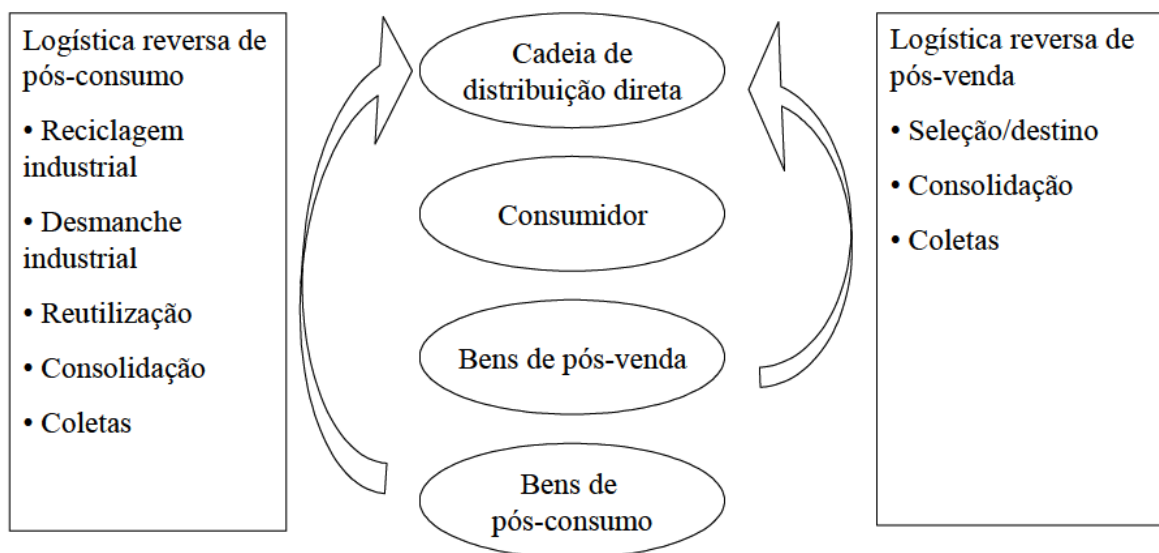 Logística reversa de
pós-consumo
• Reciclagem
industrial
• Desmanche
industrial
• Reutilização
• Consolidação
• Coletas
Cadeia de
distribuição direta
Consumidor
Bens de pós-venda
Bens de
pós-consumo
Logística reversa de
pós-venda
• Seleção/destino
• Consolidação
• Coletas